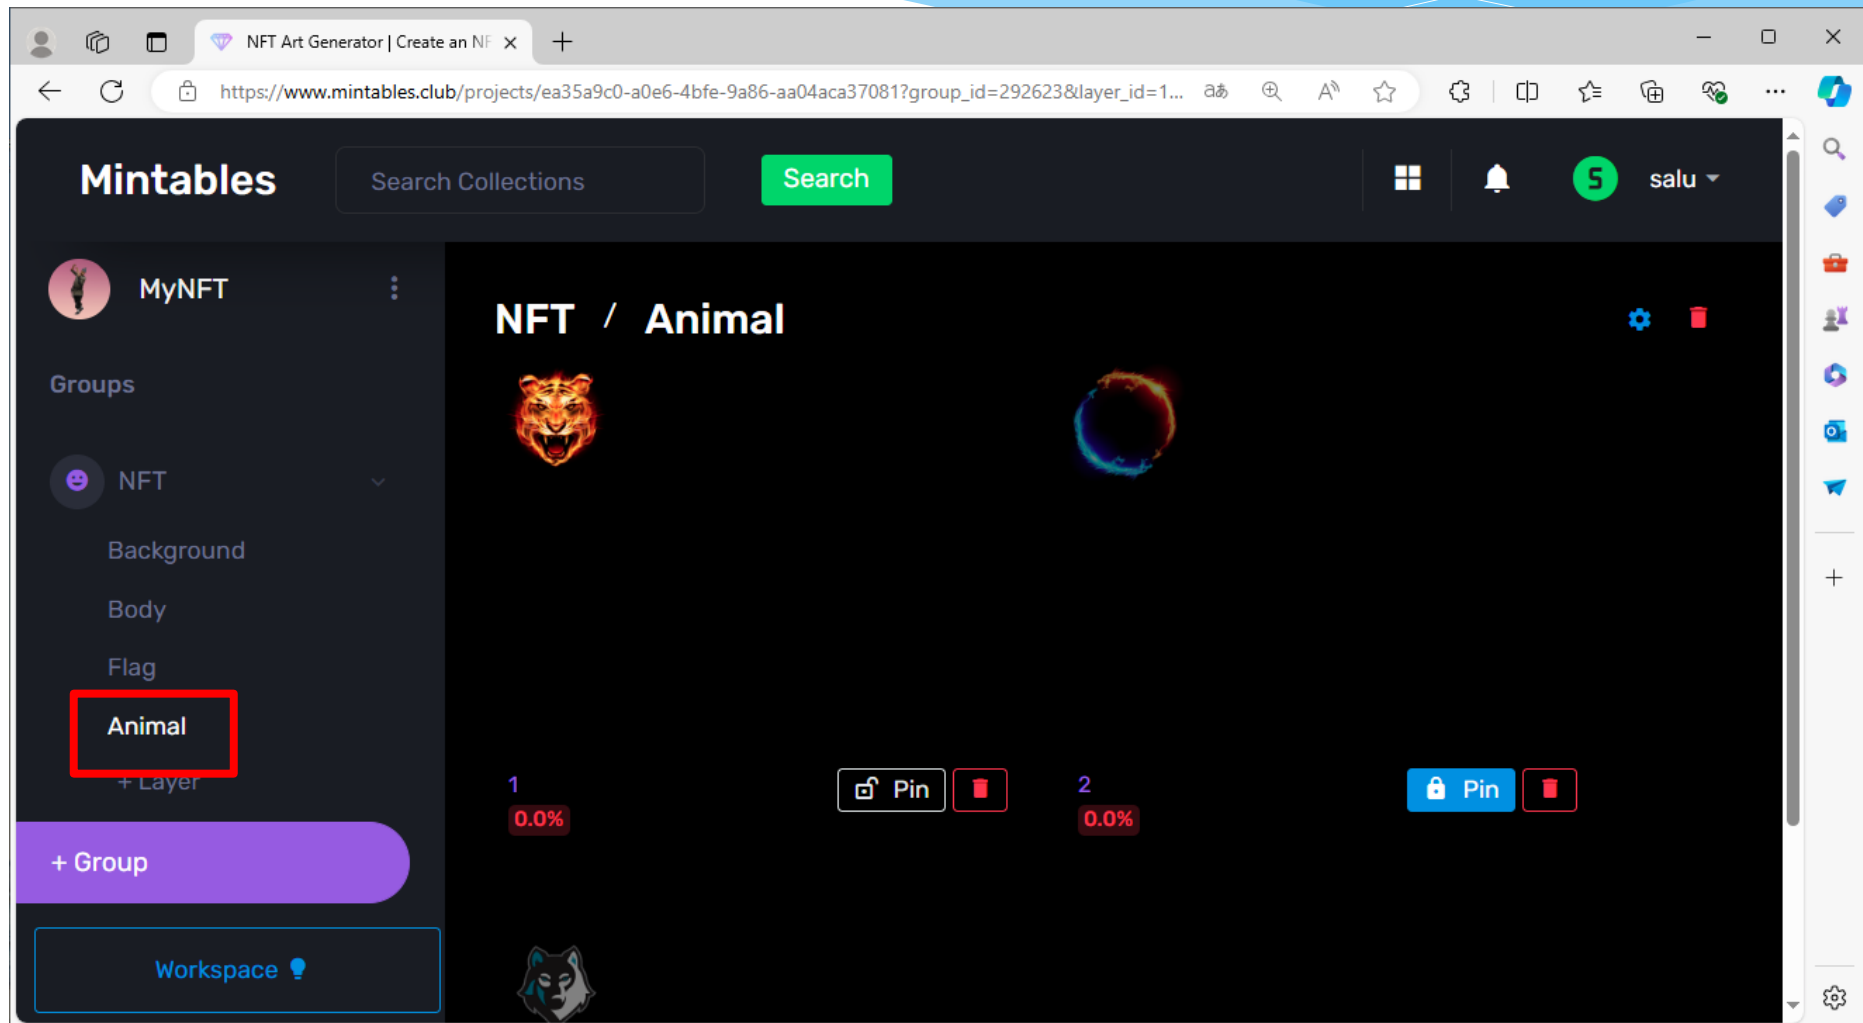 NFT Art Generator | Create an NF
https://www.mintables.club/projects/ea35a9c0-a0e6-4bfe-9a86-aa04aca37081?group_id=292623&layer_id=1...
aあ
A
Mintables
Search Collections
Search
S
salu
MyNFT
NFT / Animal
Groups
NFT
Background
Body
Flag
Animal
+ Layer
1
Pin
2
Pin
0.0%
0.0%
+ Group
Workspace